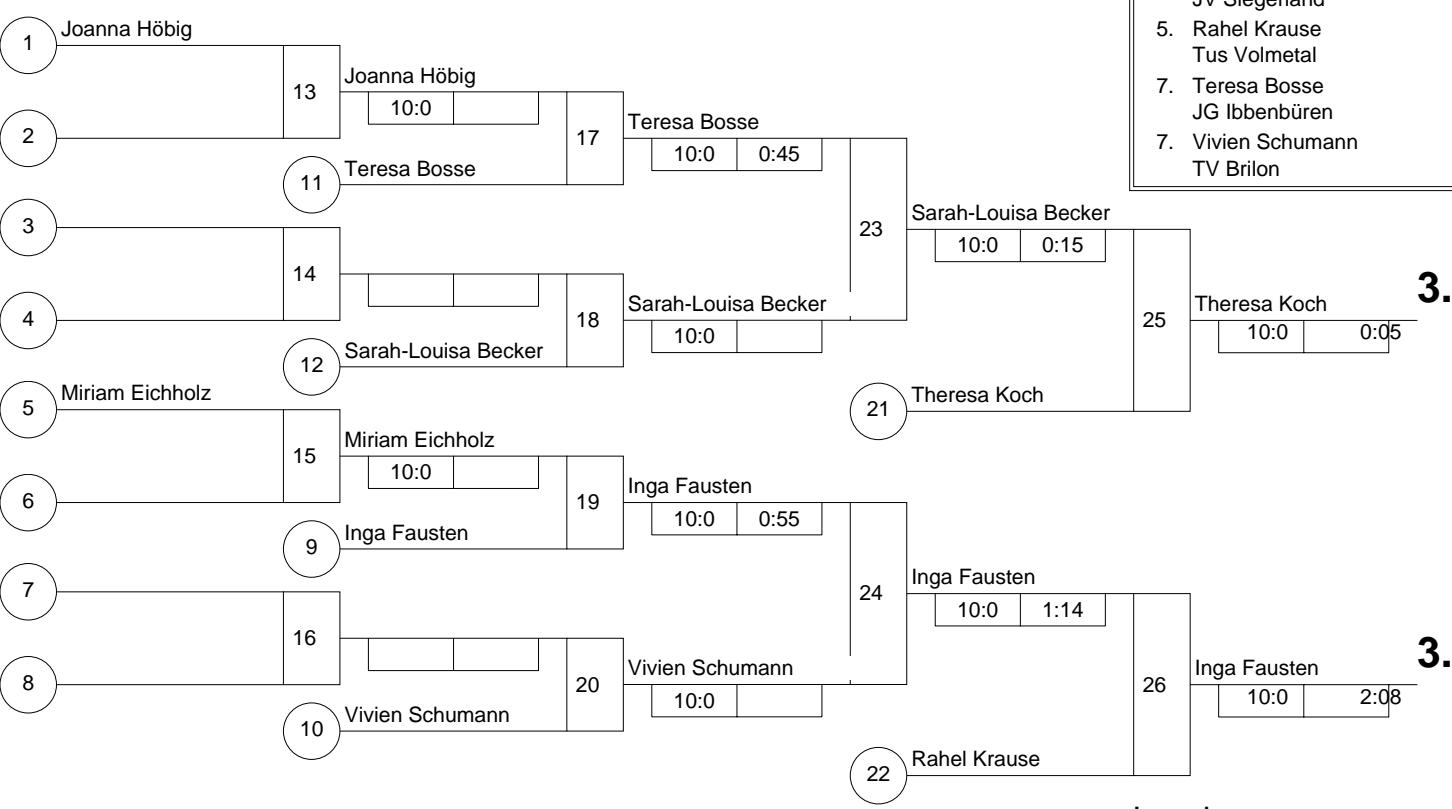 JV Siegerland
5. Rahel Krause
Tus Volmetal
7. Teresa Bosse
JG Ibbenbüren
7. Vivien Schumann
TV Brilon
1 Joanna Höbig
13 Joanna Höbig
10:0
2
17 Teresa Bosse
10:0 0:45
11 Teresa Bosse
3
23 Sarah-Louisa Becker
10:0 0:15
14
4
18 Sarah-Louisa Becker
10:0
25 Theresa Koch 3.
10:0 0:05
12 Sarah-Louisa Becker
5 Miriam Eichholz
21 Theresa Koch
15 Miriam Eichholz
10:0
6
19 Inga Fausten
10:0 0:55
9 Inga Fausten
7
24 Inga Fausten
10:0 1:14
16
8
20 Vivien Schumann
10:0
26 Inga Fausten 3.
10:0 2:08
10 Vivien Schumann
22 Rahel Krause